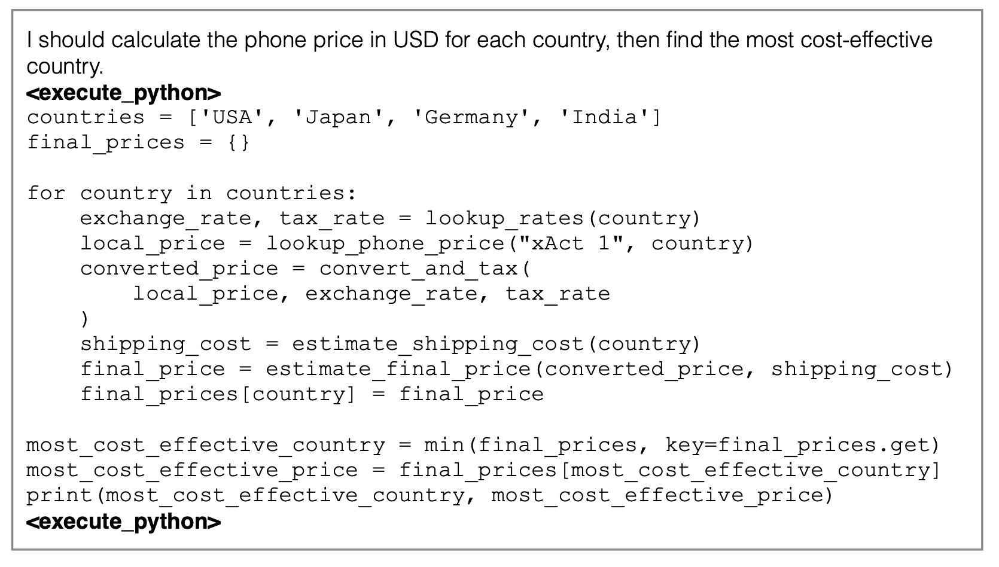 I should calculate the phone price in USD for each country, then find the most cost-effective
country.
<execute_python>
countries = ['USA', 'Japan', 'Germany', 'India']
final_prices = {}

for country in countries:
    exchange_rate, tax_rate = lookup_rates(country)
    local_price = lookup_phone_price("xAct 1", country)
    converted_price = convert_and_tax(
        local_price, exchange_rate, tax_rate
    )
    shipping_cost = estimate_shipping_cost(country)
    final_price = estimate_final_price(converted_price, shipping_cost)
    final_prices[country] = final_price

most_cost_effective_country = min(final_prices, key=final_prices.get)
most_cost_effective_price = final_prices[most_cost_effective_country]
print(most_cost_effective_country, most_cost_effective_price)
<execute_python>